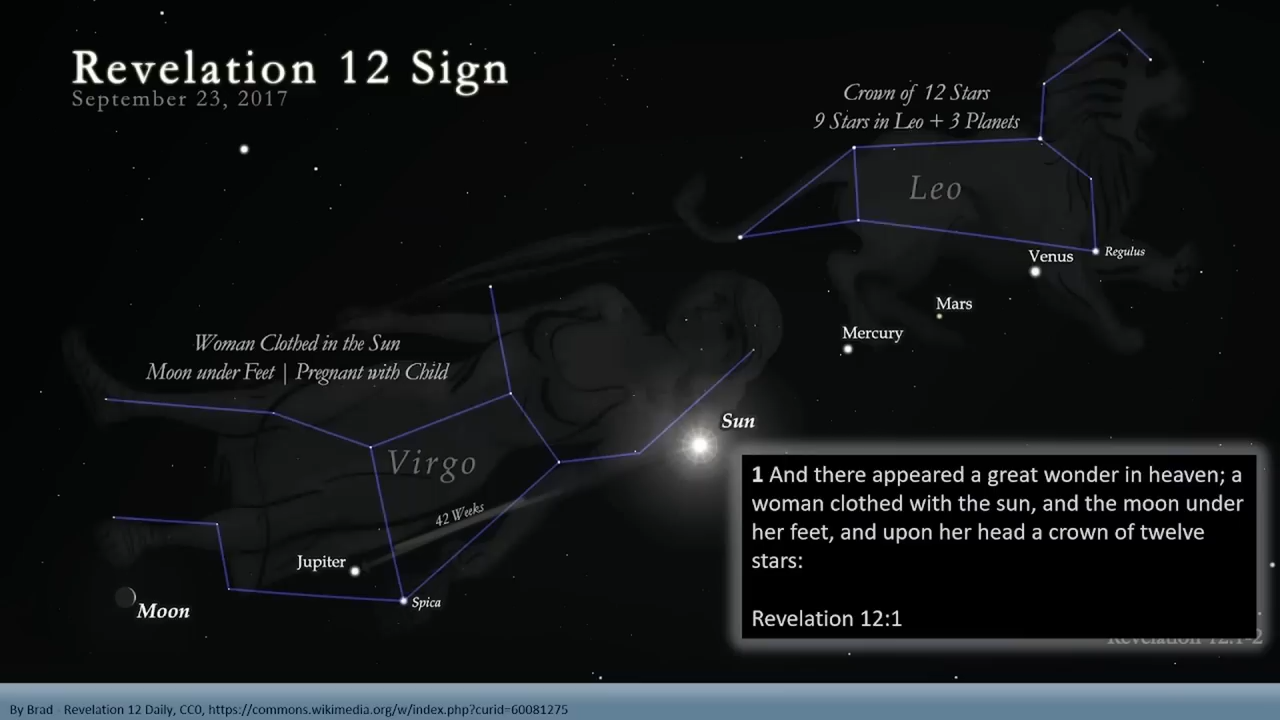 Revelation 12 Sign
September 23, 2017
Crown of 12 Stars
9 Stars in Leo + 3 Planets
Leo
Regulus
Venus
Mars
Mercury
Woman Clothed in the Sun
Moon under Feet | Pregnant with Child
Sun
Virgo
42 Weeks
Jupiter
Spica
Moon
1 And there appeared a great wonder in heaven; a
woman clothed with the sun, and the moon under
her feet, and upon her head a crown of twelve
stars:
Revelation 12:1
Revelation 12:1-2
By Brad - Revelation 12 Daily, CC0, https://commons.wikimedia.org/w/index.php?curid=60081275